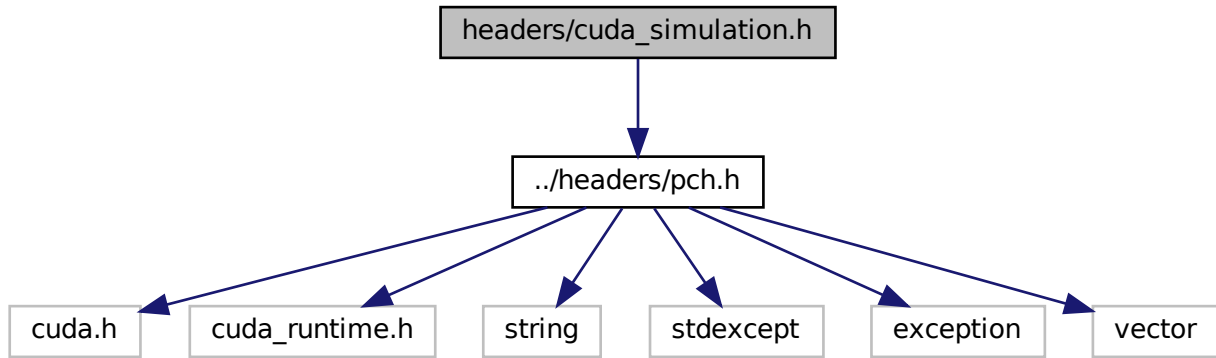 headers/cuda_simulation.h
../headers/pch.h
cuda.h
cuda_runtime.h
string
stdexcept
exception
vector